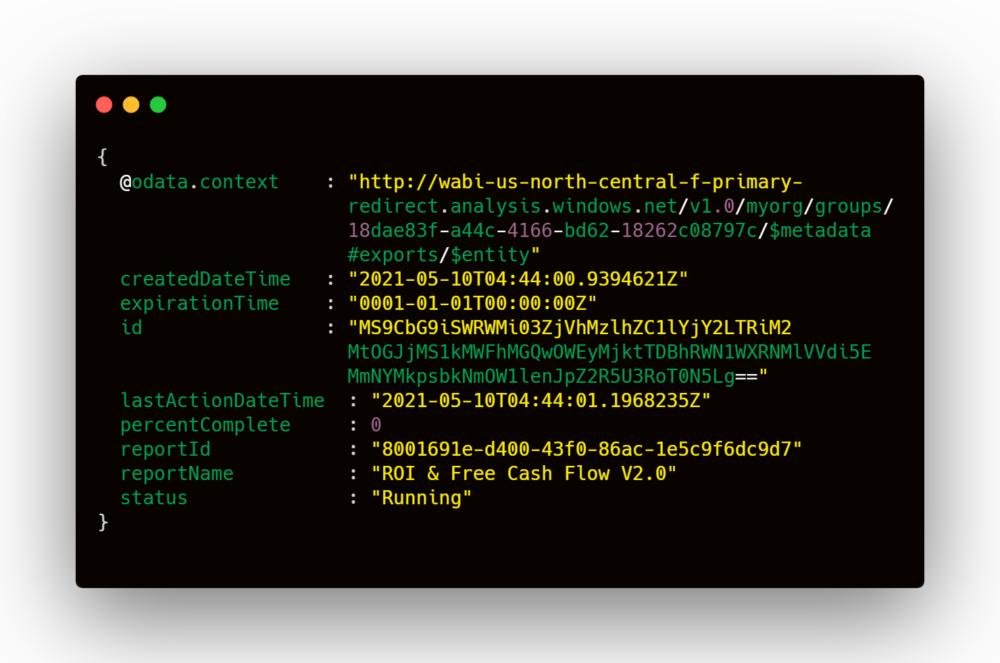 {
@odata.context : "http://wabi-us-north-central-f-primary-
redirect.analysis.windows.net/v1.0/myorg/groups/
18dae83f-a44c-4166-bd62-18262c08797c/$metadata
#exports/$entity"
createdDateTime : "2021-05-10T04:44:00.9394621Z"
expirationTime : "0001-01-01T00:00:00Z"
id : "MS9CbG9iSWRWMi03ZjVhMzlhZC1lYjY2LTRiM2
MtOGJjMS1kMWFhMGQwOWEyMjktTDBhRWN1WXRNMlVVdi5E
MmNYMkpsbkNmOW1lenJpZ2R5U3RoT0N5Lg=="
lastActionDateTime : "2021-05-10T04:44:01.1968235Z"
percentComplete : 0
reportId : "8001691e-d400-43f0-86ac-1e5c9f6dc9d7"
reportName : "ROI & Free Cash Flow V2.0"
status : "Running"
}